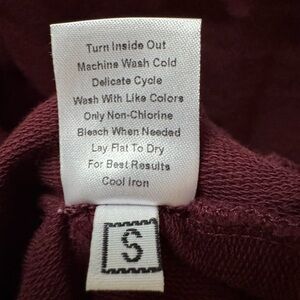 Turn Inside Out
Machine Wash Cold
Delicate Cycle
Wash With Like Colors
Only Non-Chlorine
Bleach When Needed
Lay Flat To Dry
For Best Results
Cool Iron
S